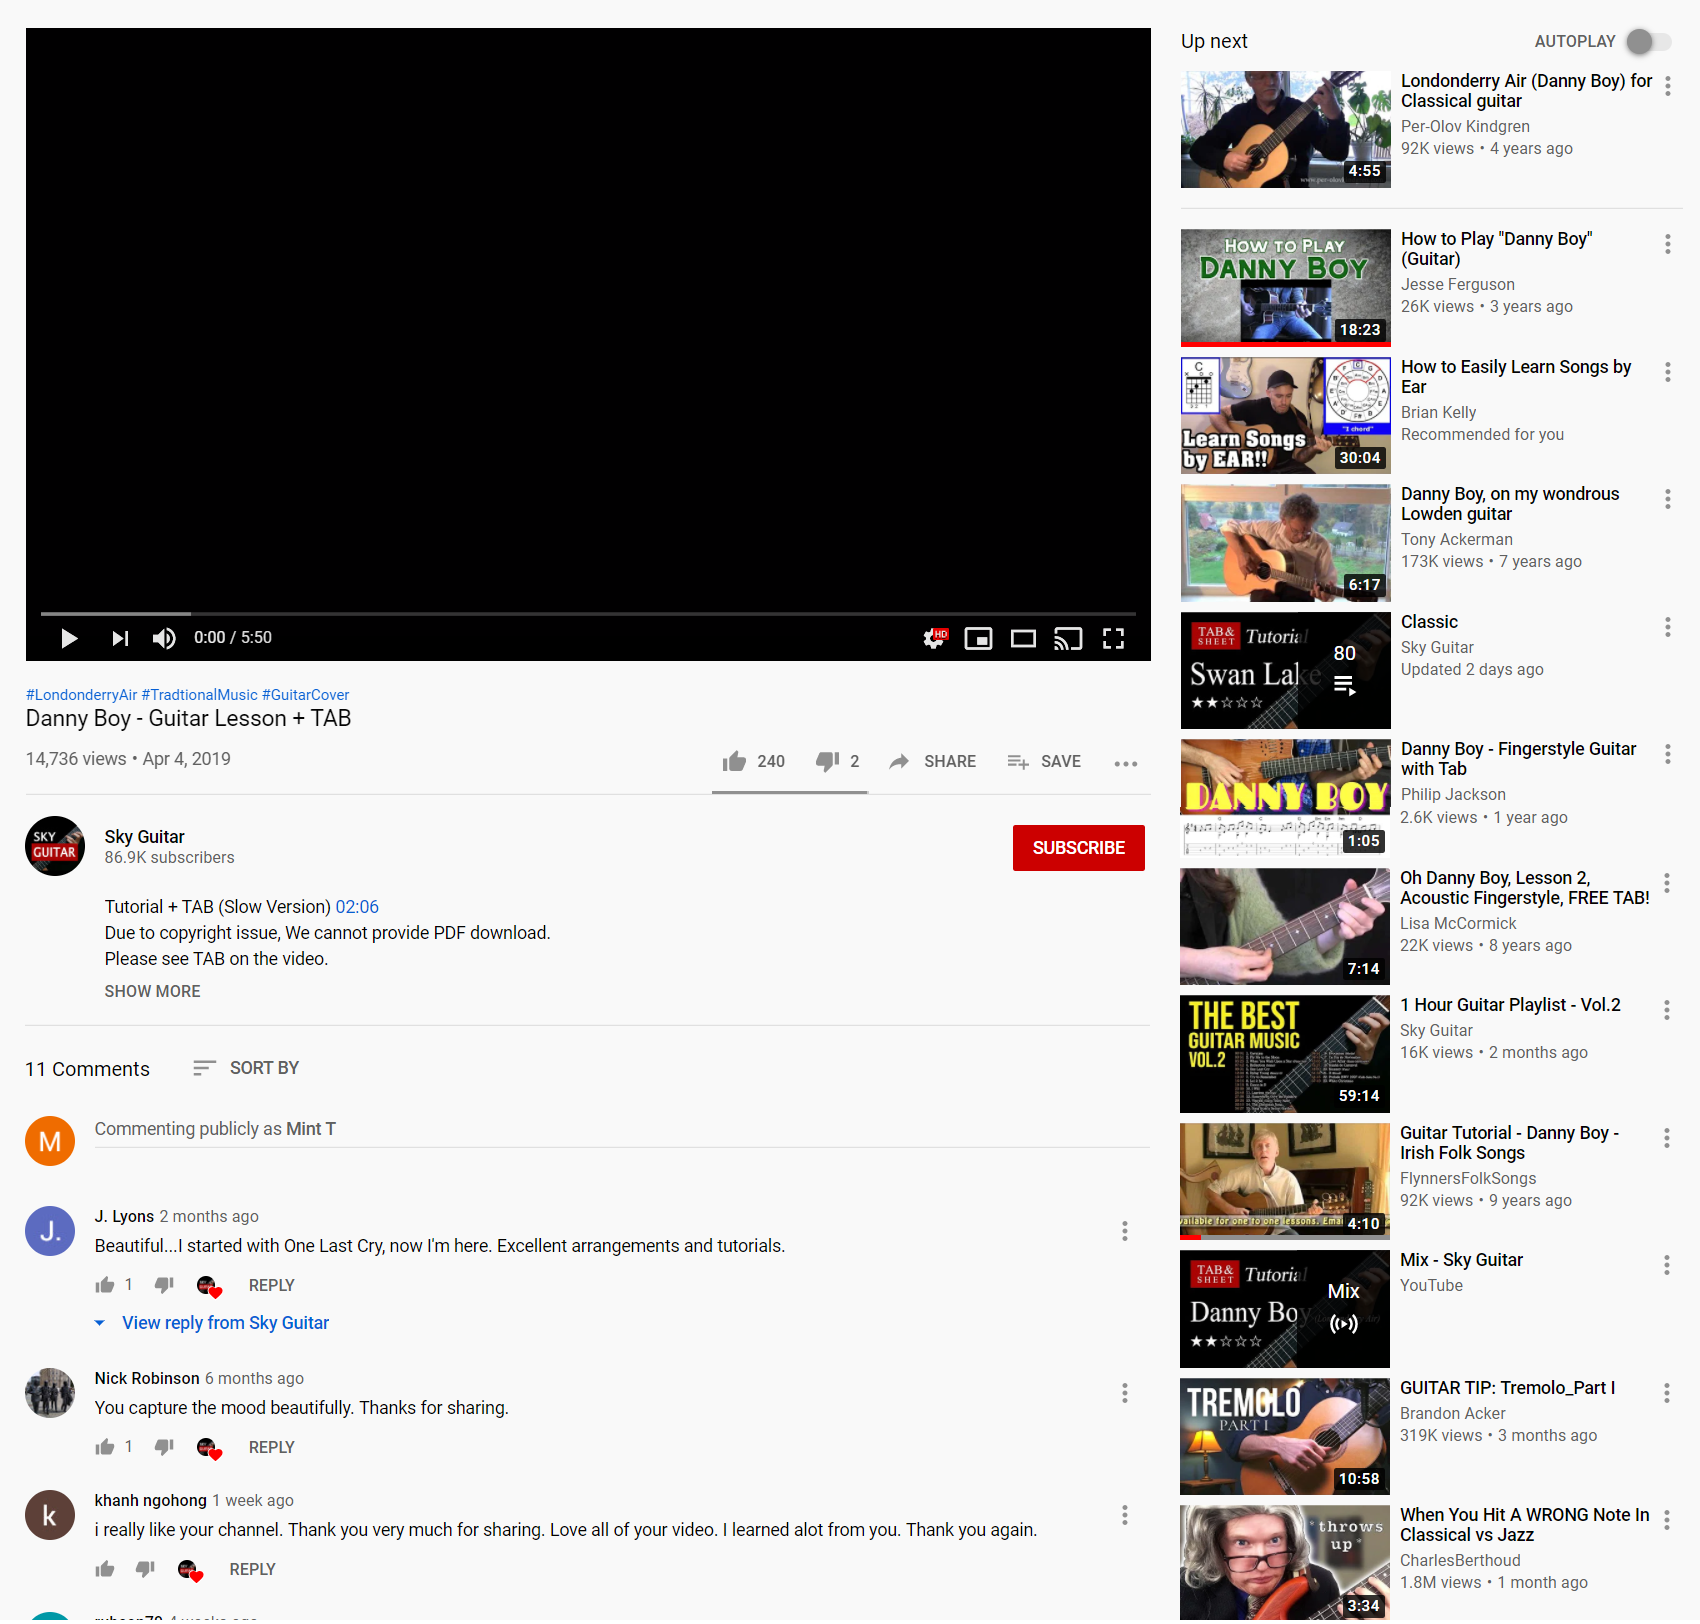 0:00 / 5:50
HD
#LondonderryAir #TradtionalMusic #GuitarCover
Danny Boy - Guitar Lesson + TAB
14,736 views • Apr 4, 2019
240
2
SHARE
SAVE
SKY
GUITAR
Sky Guitar
86.9K subscribers
SUBSCRIBE
Tutorial + TAB (Slow Version) 02:06
Due to copyright issue, We cannot provide PDF download.
Please see TAB on the video.
SHOW MORE
11 Comments
SORT BY
M
Commenting publicly as Mint T
J.
J. Lyons 2 months ago
Beautiful...I started with One Last Cry, now I'm here. Excellent arrangements and tutorials.
1
REPLY
View reply from Sky Guitar
Nick Robinson 6 months ago
You capture the mood beautifully. Thanks for sharing.
1
REPLY
k
khanh ngohong 1 week ago
i really like your channel. Thank you very much for sharing. Love all of your video. I learned alot from you. Thank you again.
REPLY
Up next
AUTOPLAY
4:55
Londonderry Air (Danny Boy) for
Classical guitar
Per-Olov Kindgren
92K views • 4 years ago
HOW TO PLAY
DANNY BOY
18:23
How to Play "Danny Boy"
(Guitar)
Jesse Ferguson
26K views • 3 years ago
C
"I chord"
Learn Songs
by EAR!!
30:04
How to Easily Learn Songs by
Ear
Brian Kelly
Recommended for you
6:17
Danny Boy, on my wondrous
Lowden guitar
Tony Ackerman
173K views • 7 years ago
TAB &
SHEET
Tutorial
Swan Lake
★★☆☆☆
80
Classic
Sky Guitar
Updated 2 days ago
DANNY BOY
1:05
Danny Boy - Fingerstyle Guitar
with Tab
Philip Jackson
2.6K views • 1 year ago
7:14
Oh Danny Boy, Lesson 2,
Acoustic Fingerstyle, FREE TAB!
Lisa McCormick
22K views • 8 years ago
THE BEST
GUITAR MUSIC
VOL.2
59:14
1 Hour Guitar Playlist - Vol.2
Sky Guitar
16K views • 2 months ago
vailable for one to one lessons. Emai
4:10
Guitar Tutorial - Danny Boy -
Irish Folk Songs
FlynnersFolkSongs
92K views • 9 years ago
TAB &
SHEET
Tutorial
Danny Boy
★★☆☆☆
Mix
Mix - Sky Guitar
YouTube
TREMOLO
PART I
10:58
GUITAR TIP: Tremolo_Part I
Brandon Acker
319K views • 3 months ago
*throws
up*
3:34
When You Hit A WRONG Note In
Classical vs Jazz
CharlesBerthoud
1.8M views • 1 month ago